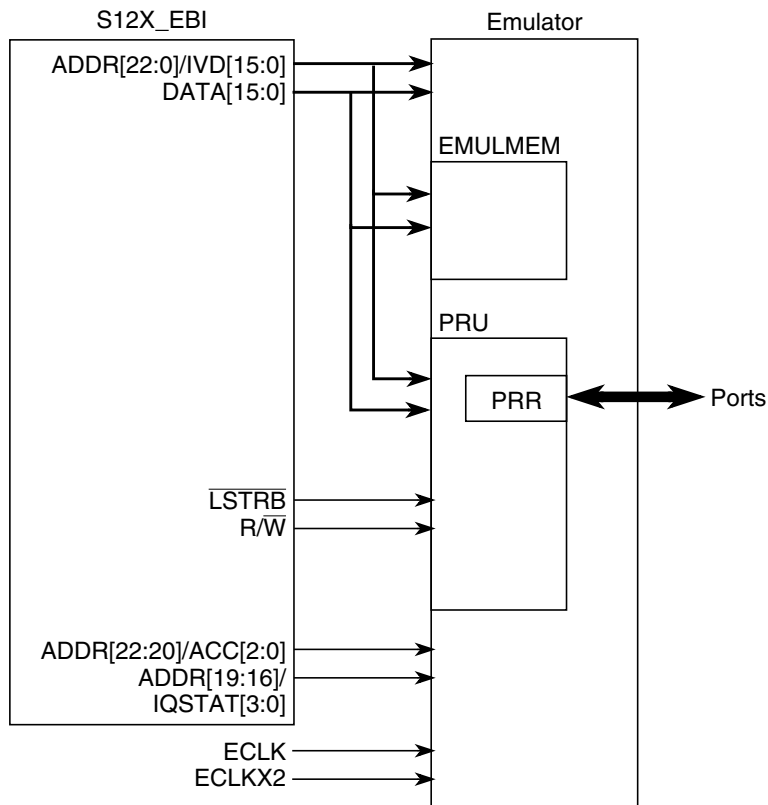 S12X_EBI
Emulator
ADDR[22:0]/IVD[15:0]
DATA[15:0]
EMULMEM
PRU
PRR
Ports
LSTRB
R/W
ADDR[22:20]/ACC[2:0]
ADDR[19:16]/
IQSTAT[3:0]
ECLK
ECLKX2